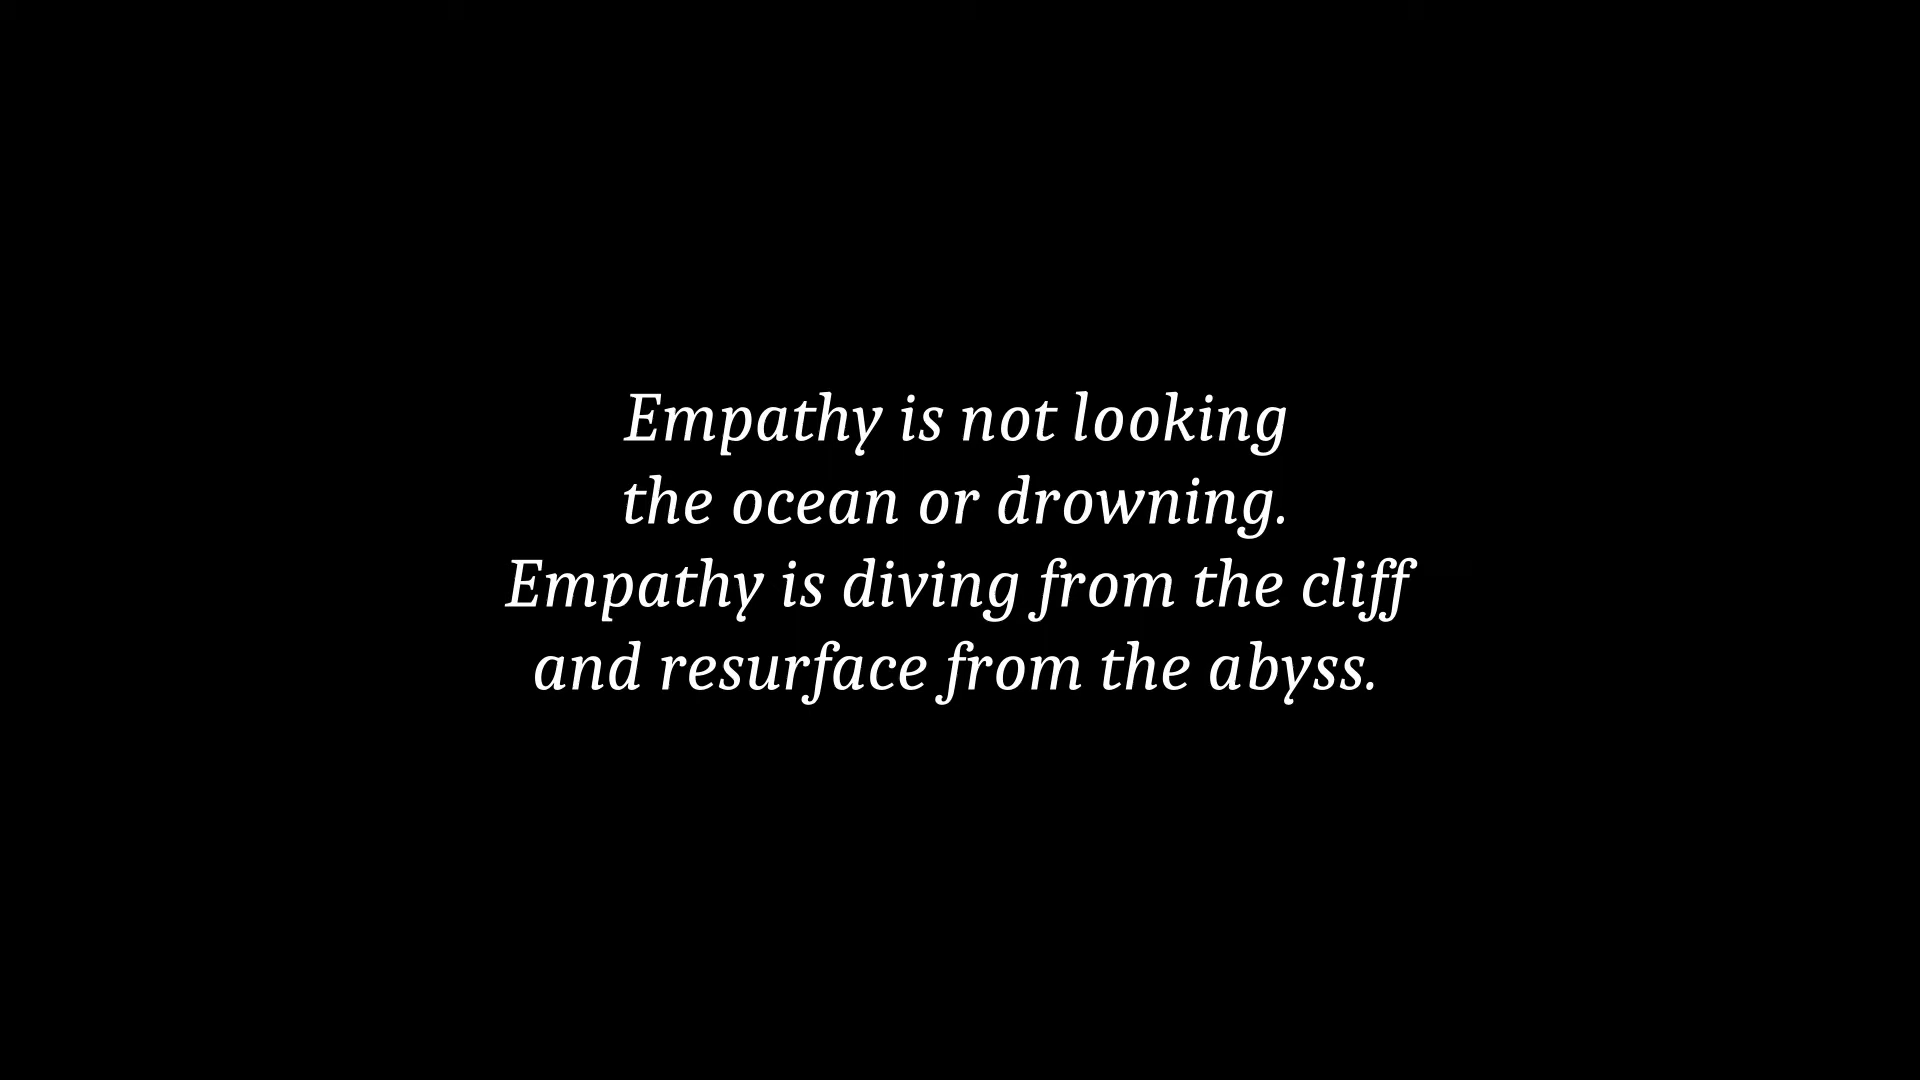 Empathy is not looking
the ocean or drowning.
Empathy is diving from the cliff
and resurface from the abyss.